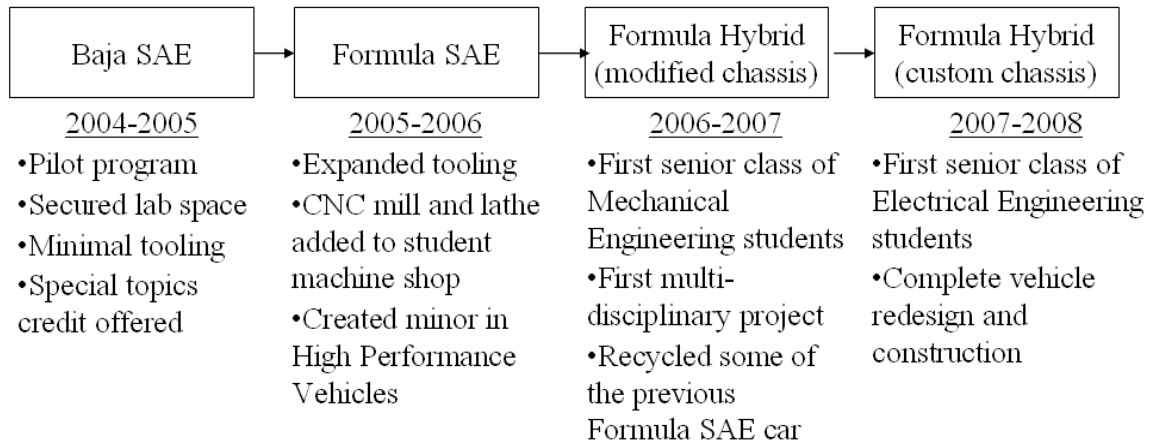 Baja SAE
Formula SAE
Formula Hybrid
(modified chassis)
Formula Hybrid
(custom chassis)
2004-2005
•Pilot program
•Secured lab space
•Minimal tooling
•Special topics
credit offered
2005-2006
•Expanded tooling
•CNC mill and lathe
added to student
machine shop
•Created minor in
High Performance
Vehicles
2006-2007
•First senior class of
Mechanical
Engineering students
•First multi-
disciplinary project
•Recycled some of
the previous
Formula SAE car
2007-2008
•First senior class of
Electrical Engineering
students
•Complete vehicle
redesign and
construction